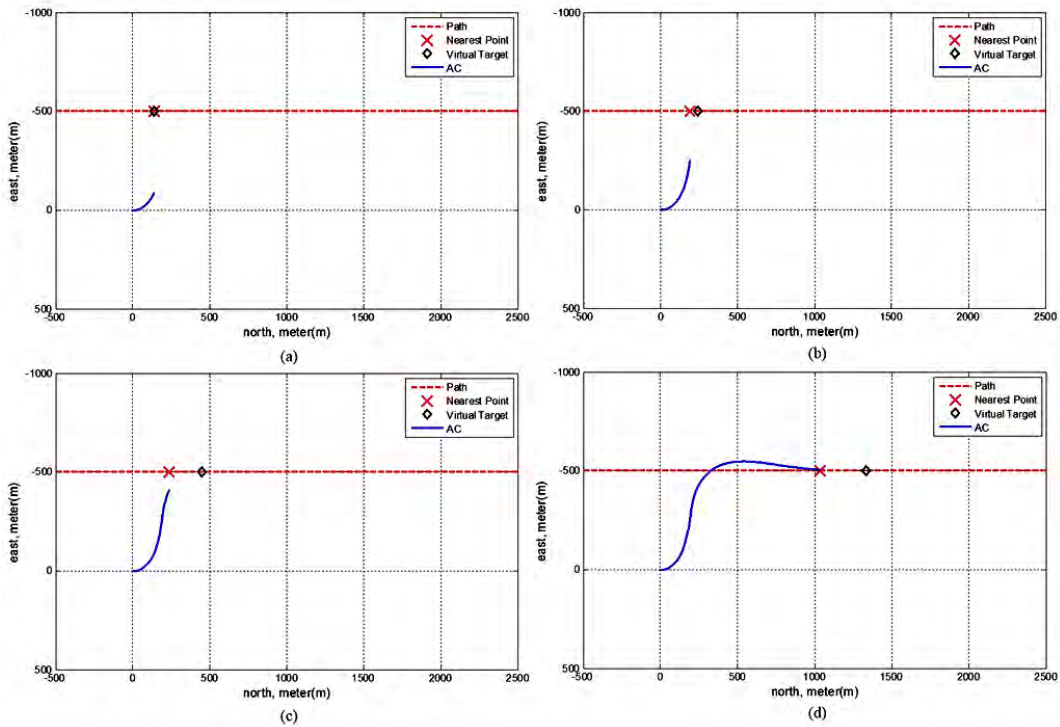 -1000
-500
0
500
east, meter(m)
-500
0
500
1000
1500
2000
2500
north, meter(m)
Path
Nearest Point
Virtual Target
AC
(a)
-1000
-500
0
500
east, meter(m)
-500
0
500
1000
1500
2000
2500
north, meter(m)
Path
Nearest Point
Virtual Target
AC
(b)
-1000
-500
0
500
east, meter(m)
-500
0
500
1000
1500
2000
2500
north, meter(m)
Path
Nearest Point
Virtual Target
AC
(c)
-1000
-500
0
500
east, meter(m)
-500
0
500
1000
1500
2000
2500
north, meter(m)
Path
Nearest Point
Virtual Target
AC
(d)